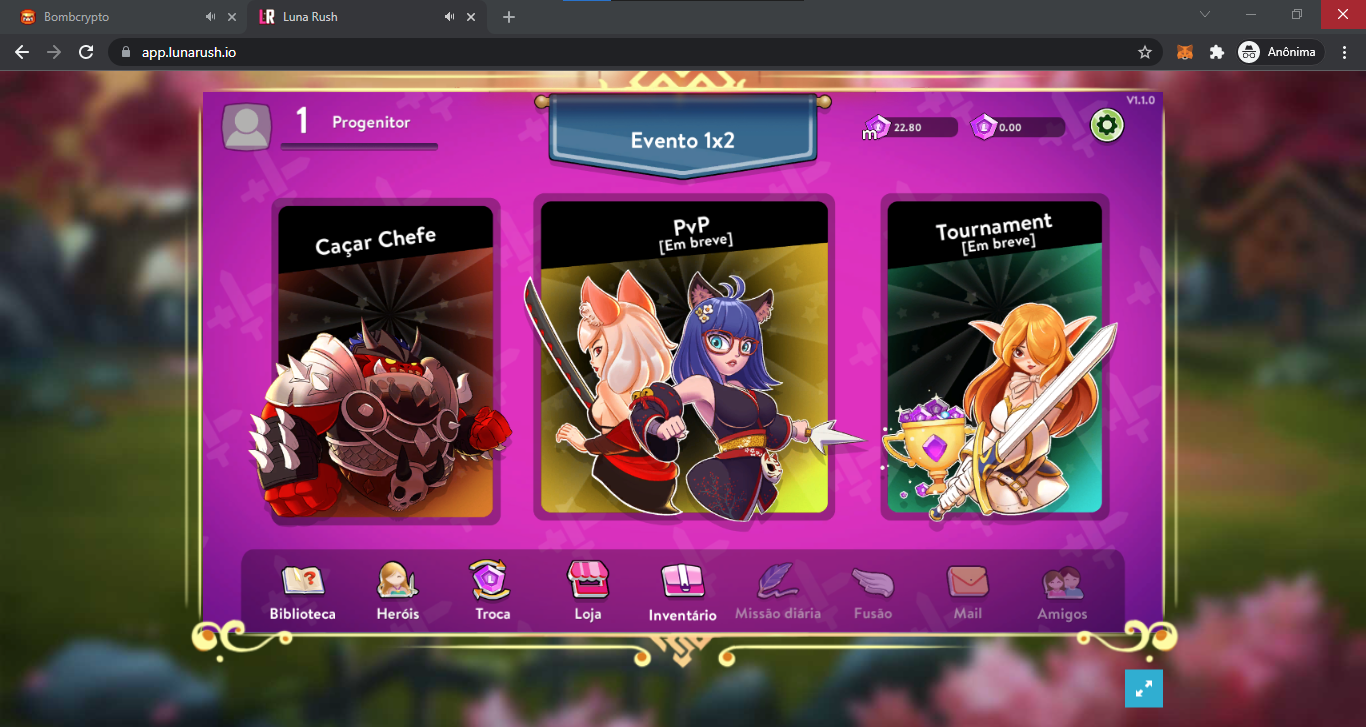 Bombcrypto
Luna Rush
app.lunarush.io
Anônima
V1.1.0
1
Progenitor
Evento 1x2
m
22.80
0.00
Caçar Chefe
PvP
[Em breve]
Tournament
[Em breve]
Biblioteca
Heróis
Troca
Loja
Inventário
Missão diária
Fusão
Mail
Amigos